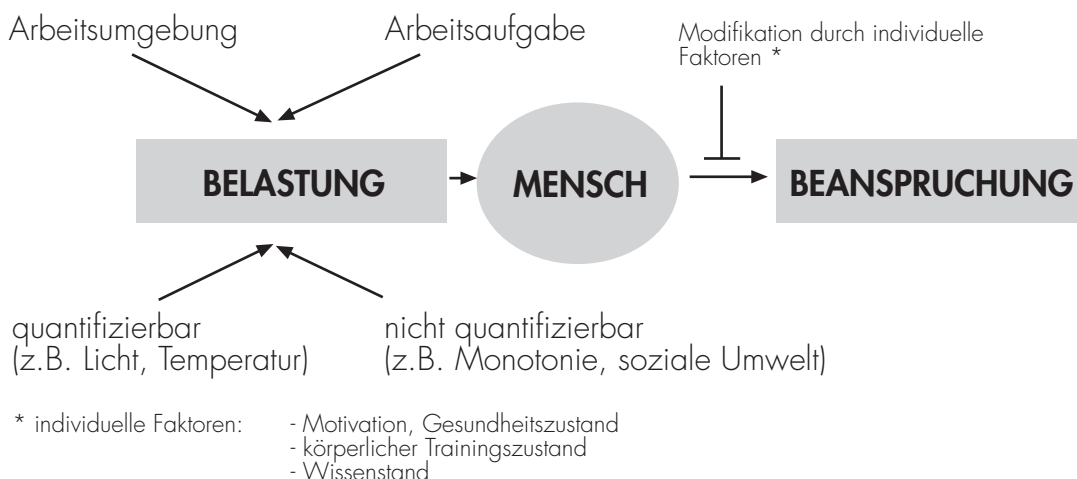 Arbeitsumgebung
Arbeitsaufgabe
Modifikation durch individuelle
Faktoren *
BELASTUNG
MENSCH
BEANSPRUCHUNG
quantifizierbar
(z.B. Licht, Temperatur)
nicht quantifizierbar
(z.B. Monotonie, soziale Umwelt)
* individuelle Faktoren: - Motivation, Gesundheitszustand
- körperlicher Trainingszustand
- Wissenstand